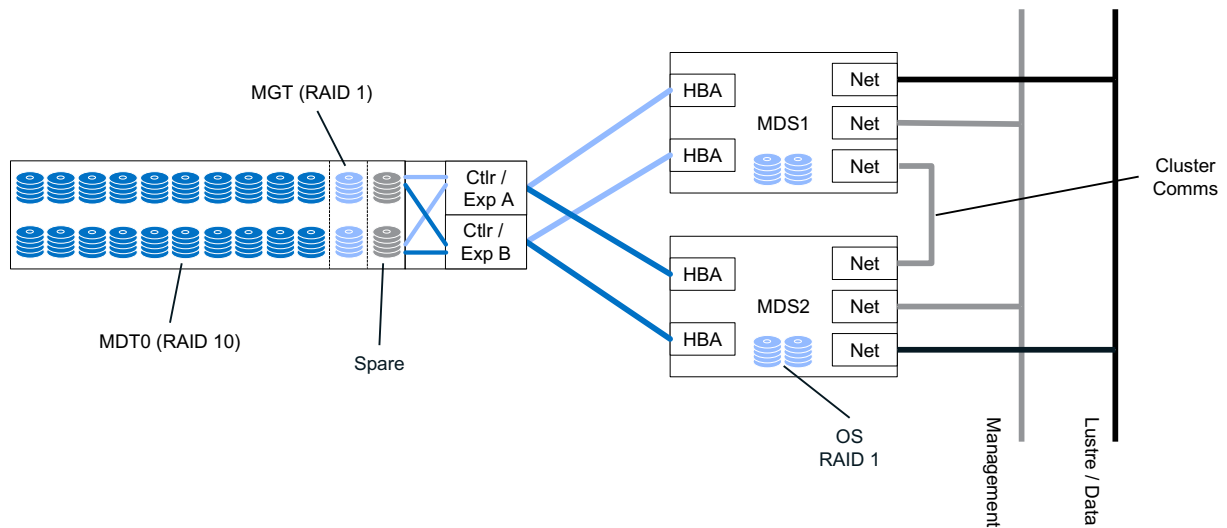 MGT (RAID 1)
Ctlr /
Exp A
Ctlr /
Exp B
MDT0 (RAID 10)
Spare
HBA
HBA
MDS1
Net
Net
Net
HBA
HBA
MDS2
Net
Net
Net
OS
RAID 1
Cluster
Comms
Management
Lustre / Data